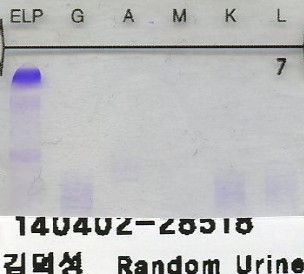 ELP G A M K L
7
140402-28518
김덕성 Random Urine